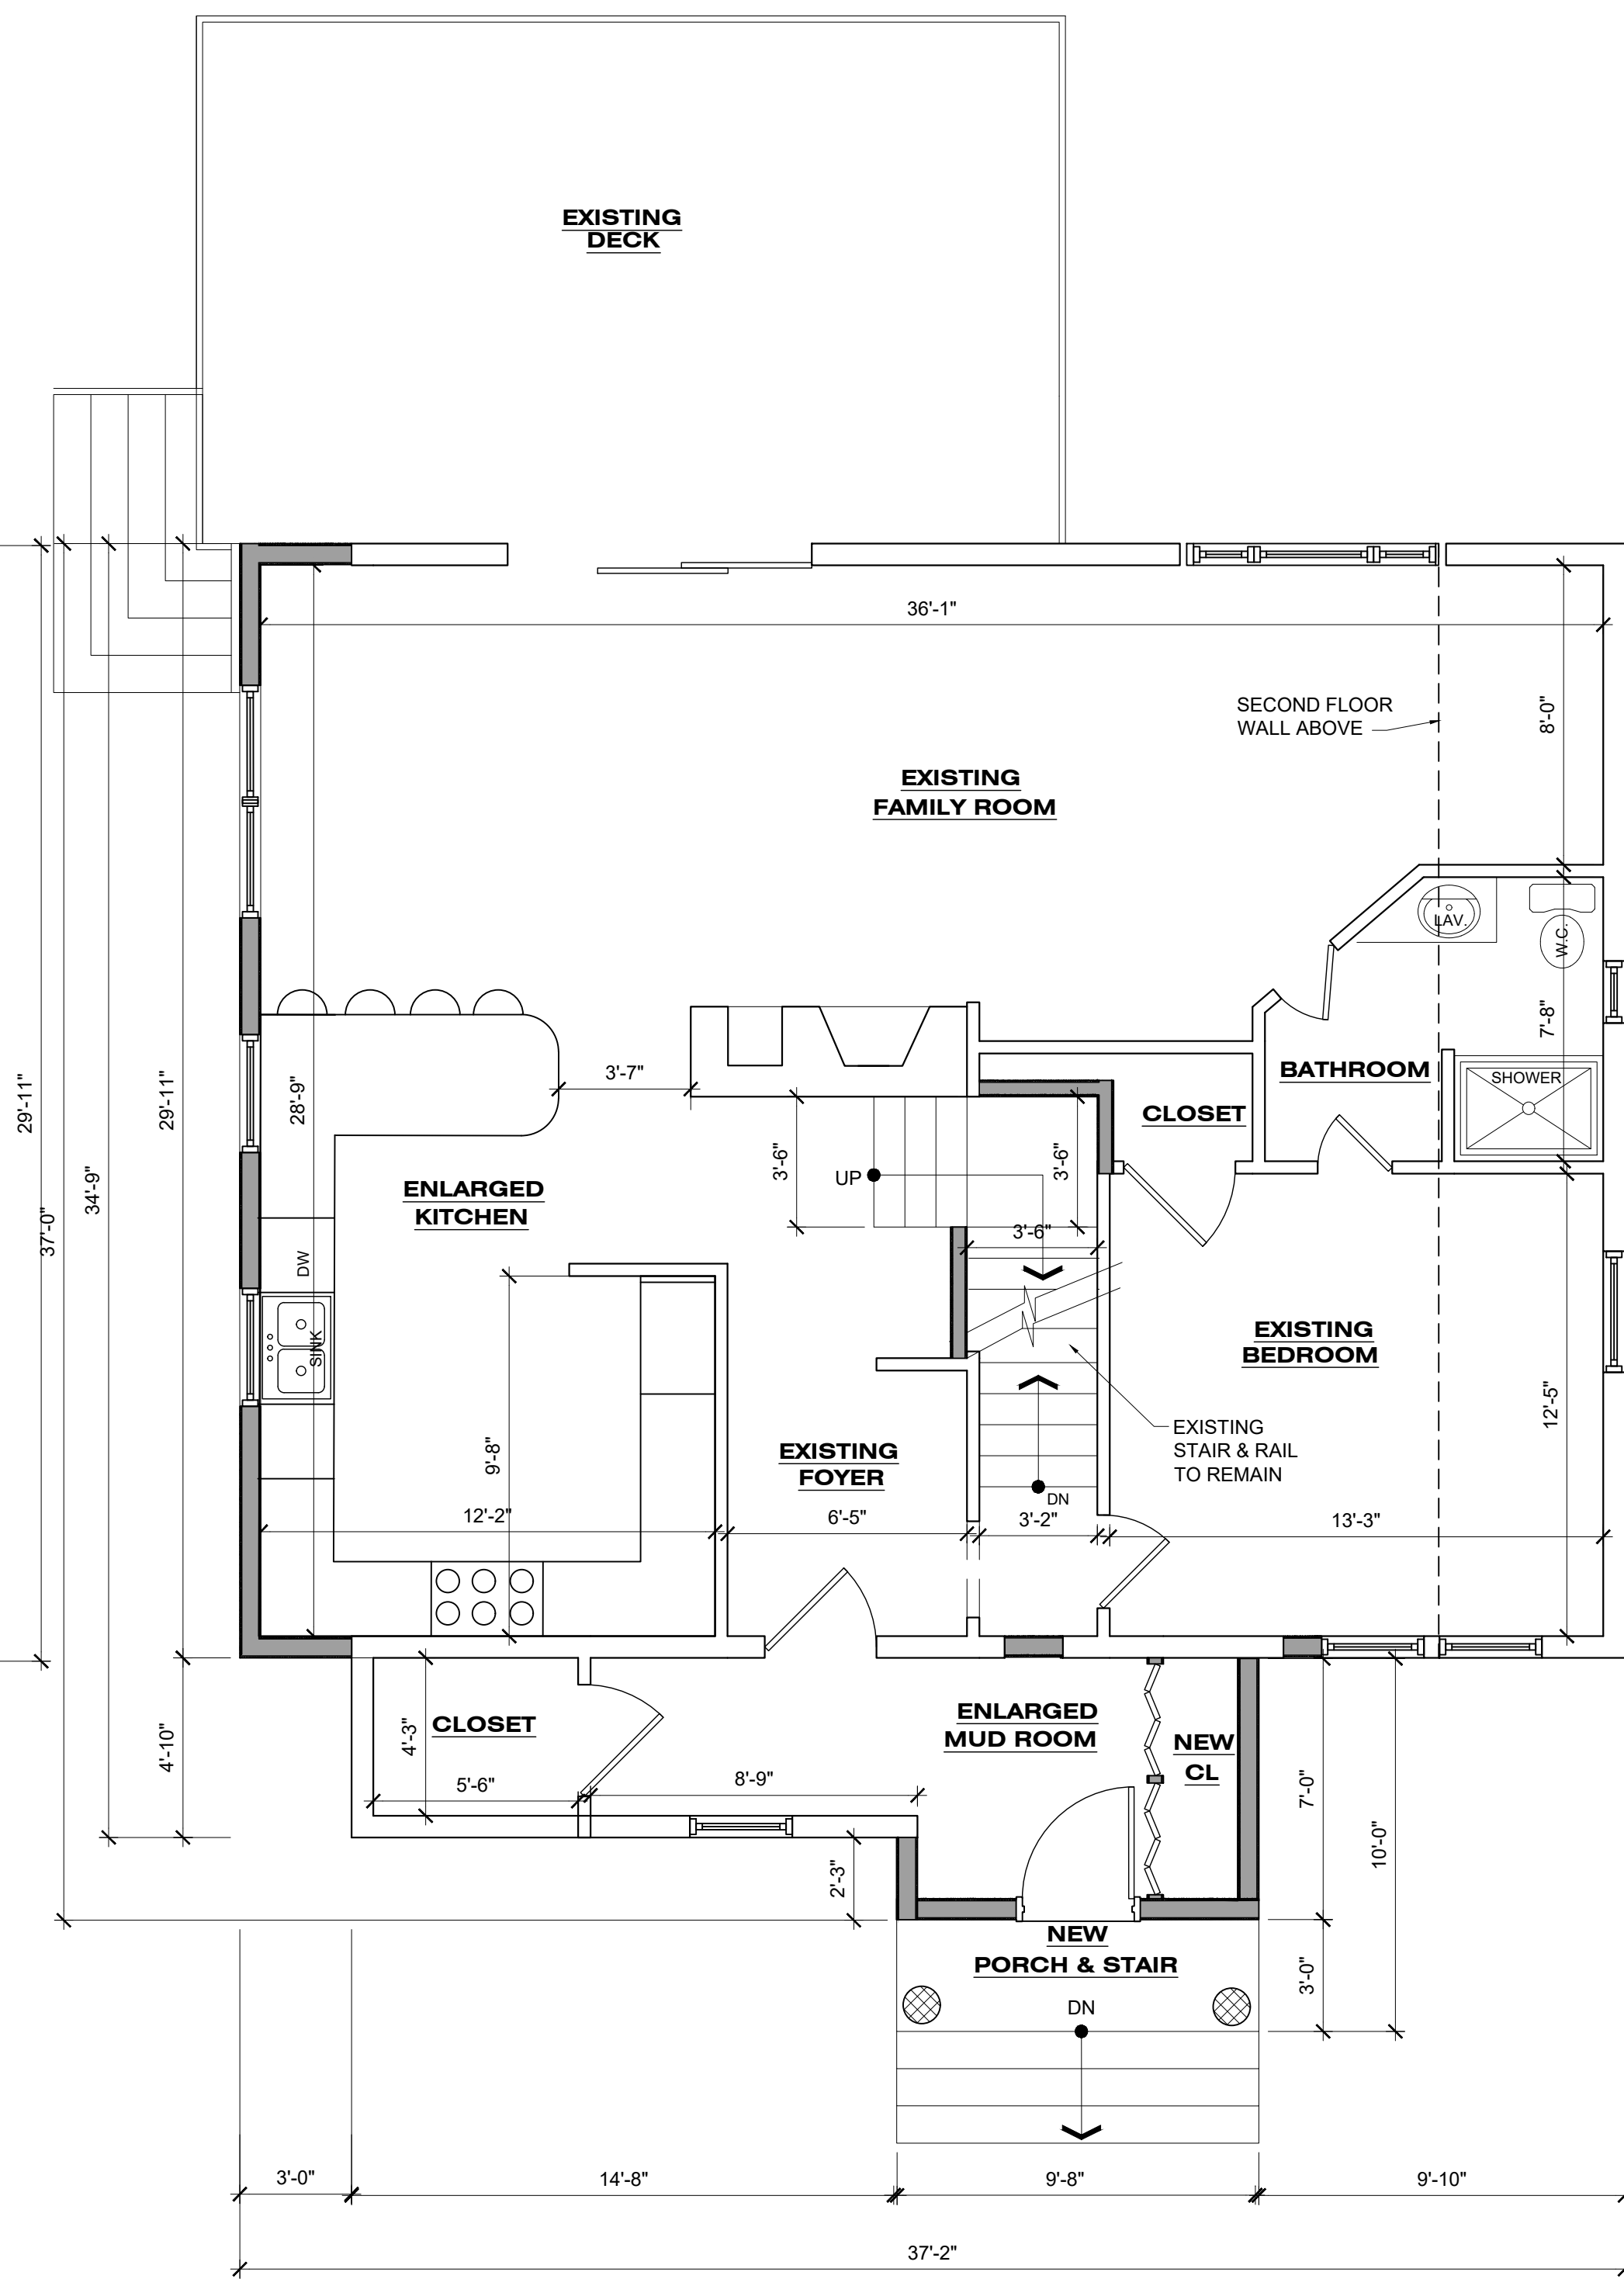 EXISTING
DECK
36'-1"
SECOND FLOOR
WALL ABOVE
8'-0"
EXISTING
FAMILY ROOM
LAV.
W.C.
7'-8"
BATHROOM
SHOWER
CLOSET
29'-11"
37'-0"
34'-9"
29'-11"
28'-9"
3'-7"
3'-6"
UP
3'-6"
3'-6"
ENLARGED
KITCHEN
DW
SINK
9'-8"
12'-2"
EXISTING
FOYER
6'-5"
3'-2"
DN
EXISTING
STAIR & RAIL
TO REMAIN
EXISTING
BEDROOM
12'-5"
13'-3"
4'-10"
CLOSET
4'-3"
5'-6"
8'-9"
ENLARGED
MUD ROOM
NEW
CL
7'-0"
10'-0"
2'-3"
NEW
PORCH & STAIR
DN
3'-0"
3'-0"
14'-8"
9'-8"
9'-10"
37'-2"